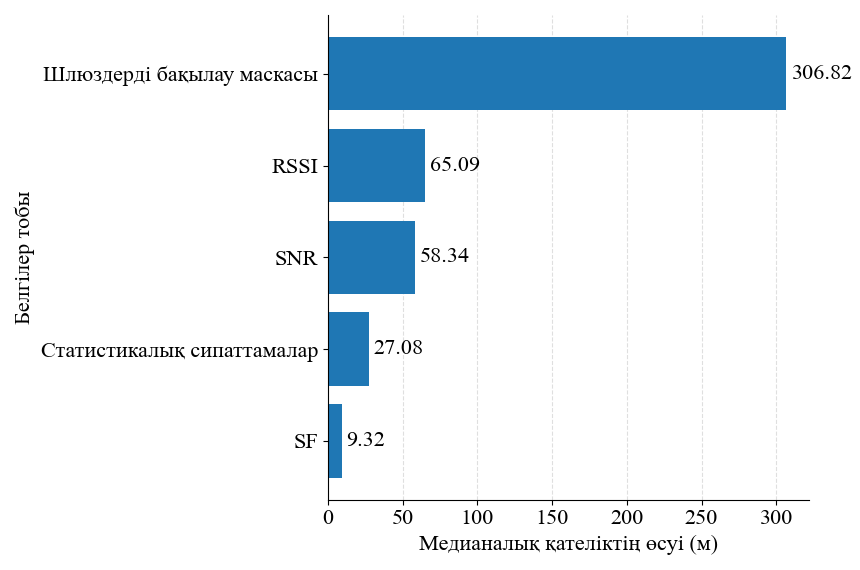 Шлюздерді бақылау маскасы
306.82
RSSI
65.09
SNR
58.34
Статистикалық сипаттамалар
27.08
SF
9.32
Белгілер тобы
0 50 100 150 200 250 300
Медианалық қателіктің өсуі (м)